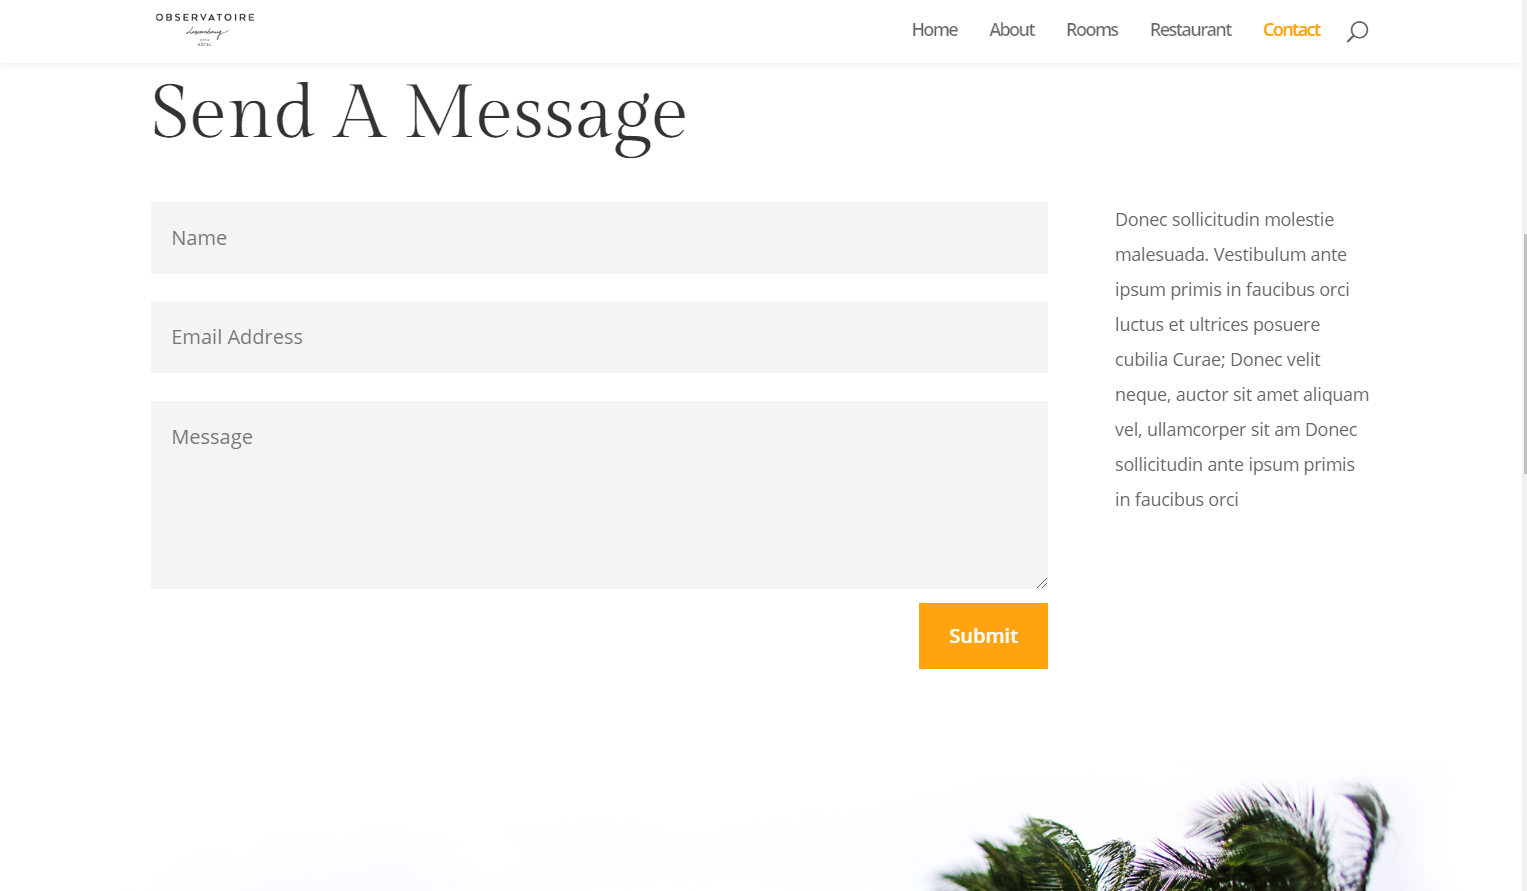 OBSERVATOIRE
Luxembourg
HÔTEL
Home About Rooms Restaurant Contact
Send A Message
Name
Email Address
Message
Submit
Donec sollicitudin molestie
malesuada. Vestibulum ante
ipsum primis in faucibus orci
luctus et ultrices posuere
cubilia Curae; Donec velit
neque, auctor sit amet aliquam
vel, ullamcorper sit am Donec
sollicitudin ante ipsum primis
in faucibus orci